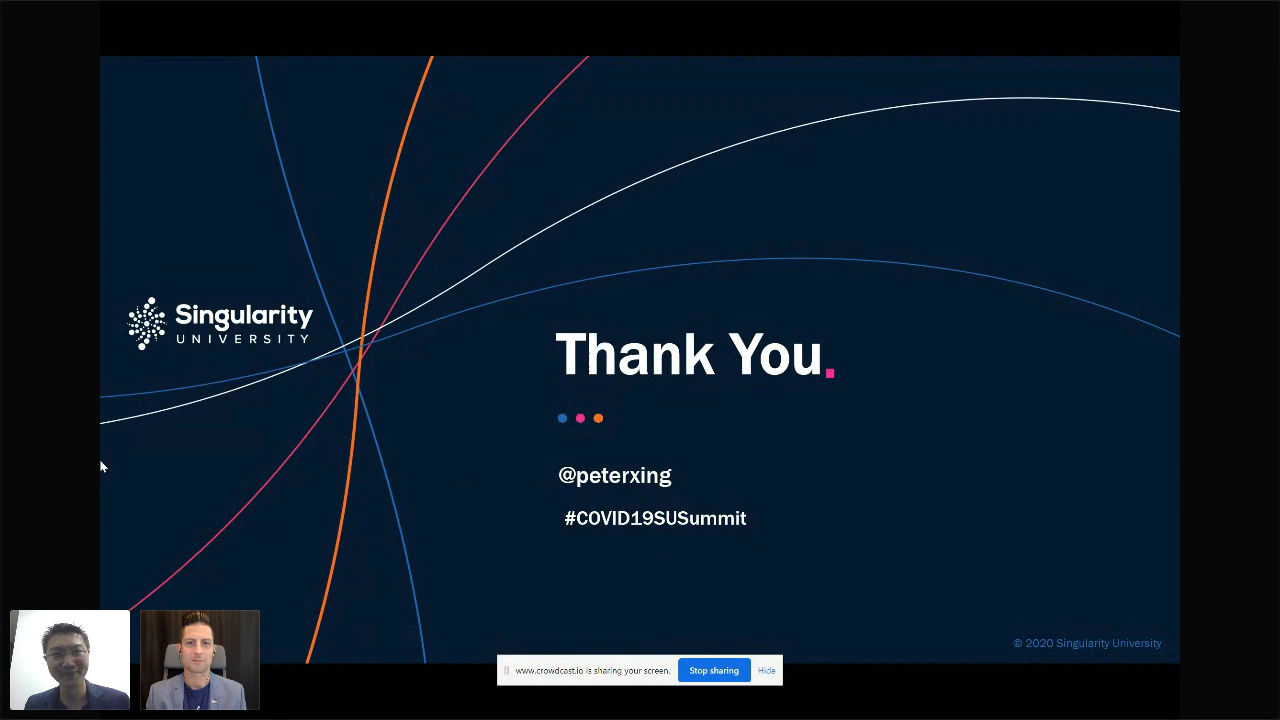 Singularity
UNIVERSITY
Thank You.
@peterxing
#COVID19SUSummit
© 2020 Singularity University
www.crowdcast.io is sharing your screen.
Stop sharing
Hide